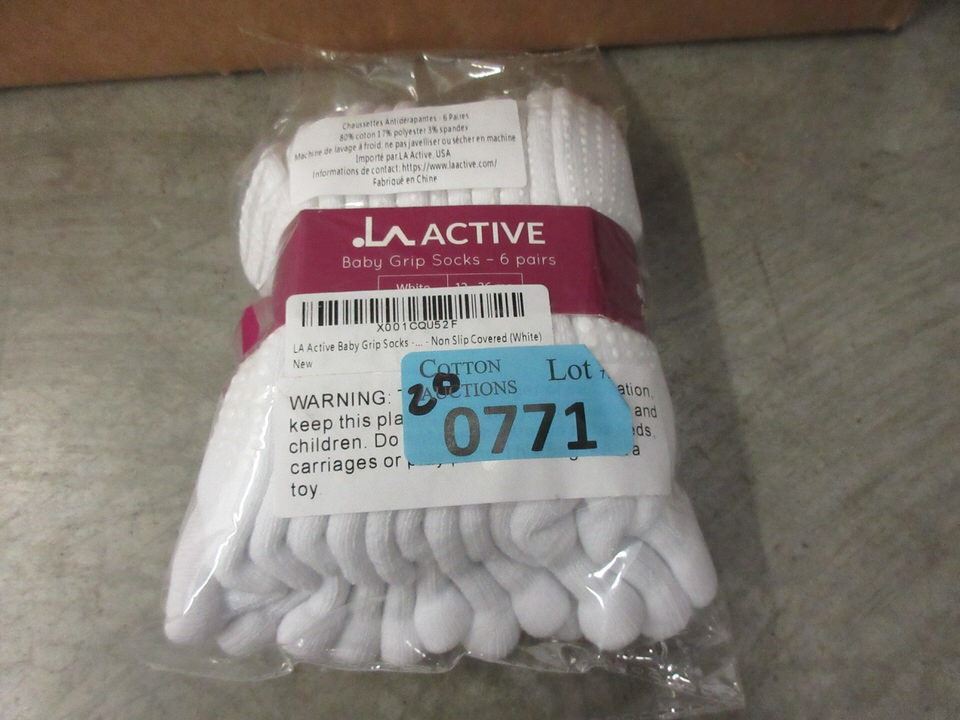 Chaussettes Antidérapantes - 6 Paires
80% coton 17% polyester 3% spandex
Machine de lavage à froid, ne pas javelliser ou sécher en machine
Importé par LA Active, USA
Informations de contact: https://www.laactive.com/
Fabriqué en Chine
LA ACTIVE
Baby Grip Socks – 6 pairs
White
X001CQU52F
LA Active Baby Grip Socks -... - Non Slip Covered (White)
New
COTTON AUCTIONS Lot
20
0771
WARNING:
keep this and
children. Do
carriages or a
toy.